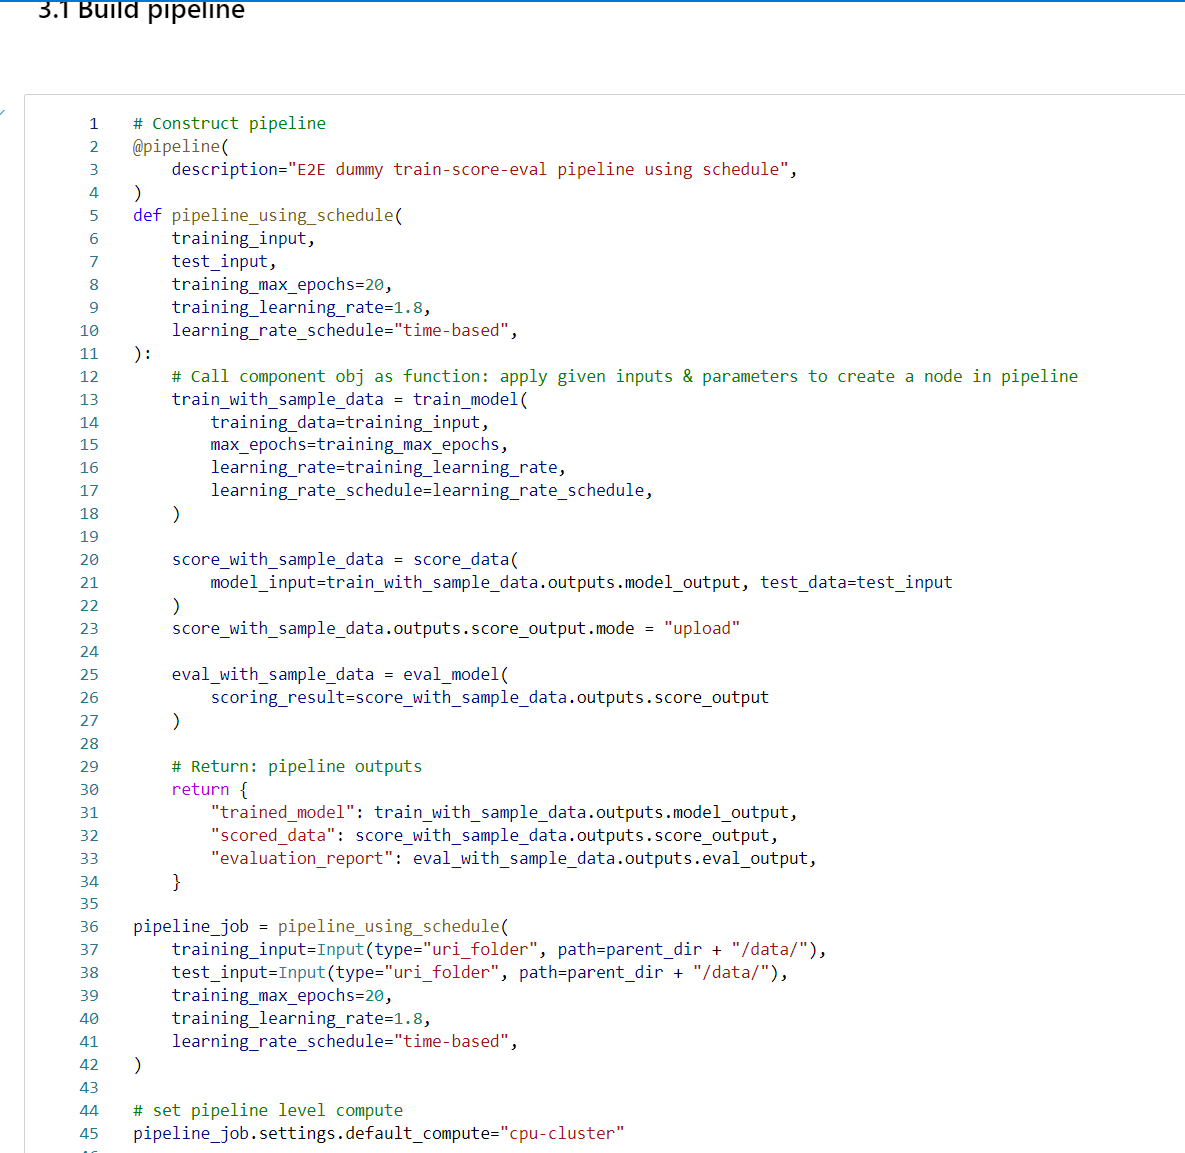 3.1 Build pipeline
1 # Construct pipeline
2 @pipeline(
3     description="E2E dummy train-score-eval pipeline using schedule",
4 )
5 def pipeline_using_schedule(
6     training_input,
7     test_input,
8     training_max_epochs=20,
9     training_learning_rate=1.8,
10     learning_rate_schedule="time-based",
11 ):
12     # Call component obj as function: apply given inputs & parameters to create a node in pipeline
13     train_with_sample_data = train_model(
14         training_data=training_input,
15         max_epochs=training_max_epochs,
16         learning_rate=training_learning_rate,
17         learning_rate_schedule=learning_rate_schedule,
18     )
19
20     score_with_sample_data = score_data(
21         model_input=train_with_sample_data.outputs.model_output, test_data=test_input
22     )
23     score_with_sample_data.outputs.score_output.mode = "upload"
24
25     eval_with_sample_data = eval_model(
26         scoring_result=score_with_sample_data.outputs.score_output
27     )
28
29     # Return: pipeline outputs
30     return {
31         "trained_model": train_with_sample_data.outputs.model_output,
32         "scored_data": score_with_sample_data.outputs.score_output,
33         "evaluation_report": eval_with_sample_data.outputs.eval_output,
34     }
35
36 pipeline_job = pipeline_using_schedule(
37     training_input=Input(type="uri_folder", path=parent_dir + "/data/"),
38     test_input=Input(type="uri_folder", path=parent_dir + "/data/"),
39     training_max_epochs=20,
40     training_learning_rate=1.8,
41     learning_rate_schedule="time-based",
42 )
43
44 # set pipeline level compute
45 pipeline_job.settings.default_compute="cpu-cluster"